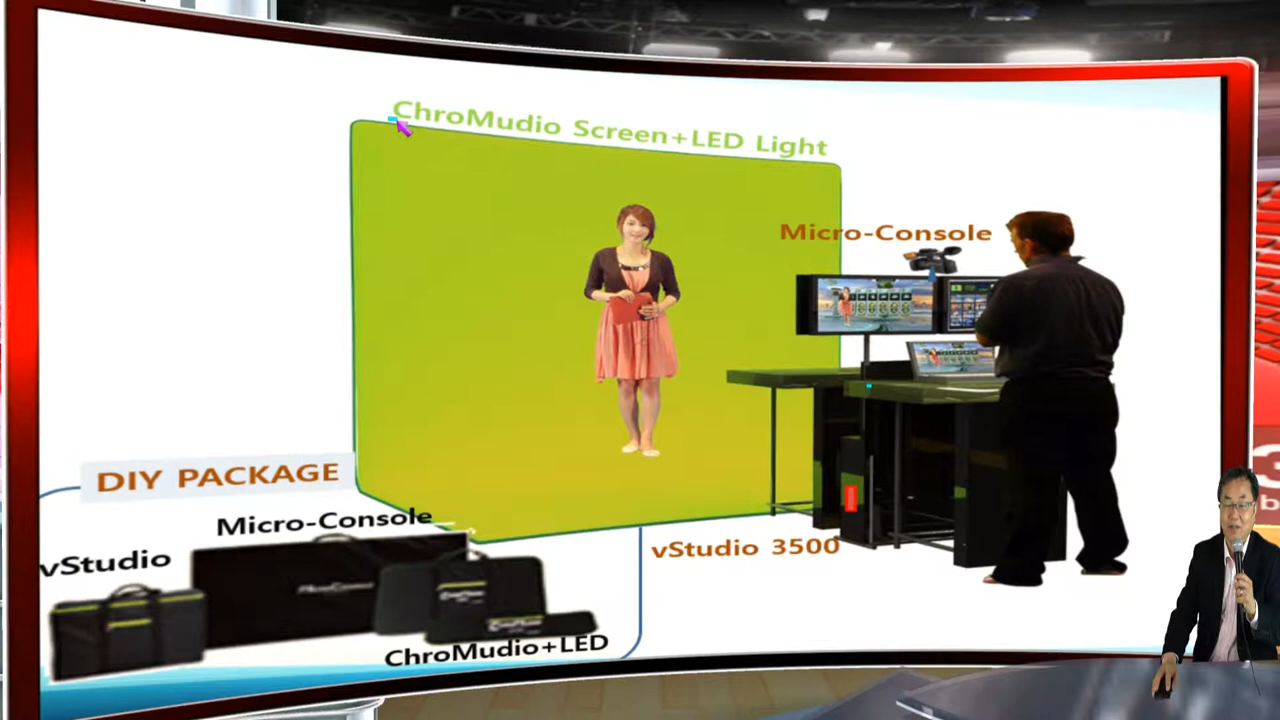 ChroMudio Screen+LED Light
Micro-Console
DIY PACKAGE
Micro-Console
vStudio
vStudio 3500
ChroMudio+LED